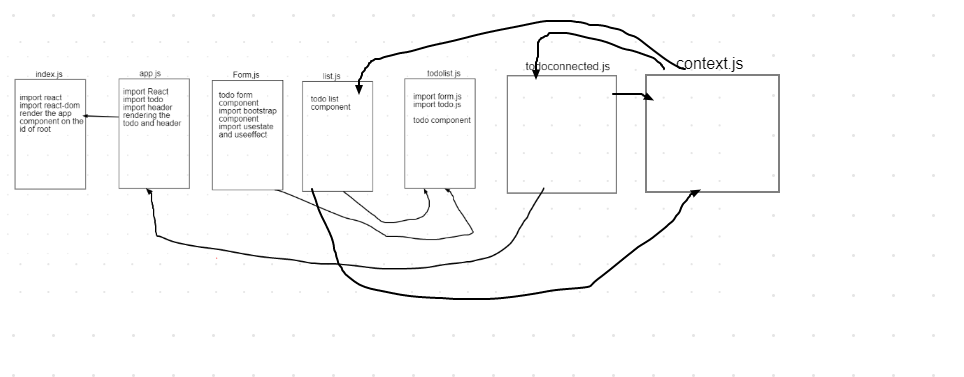 index.js
import react
import react-dom
render the app
component on the
id of root
app.js
import React
import todo
import header
rendering the
todo and header
Form.js
todo form
component
import bootstrap
component
import usestate
and useeffect
list.js
todo list
component
todolist.js
import form.js
import todo.js
todo component
todoconnected.js
context.js